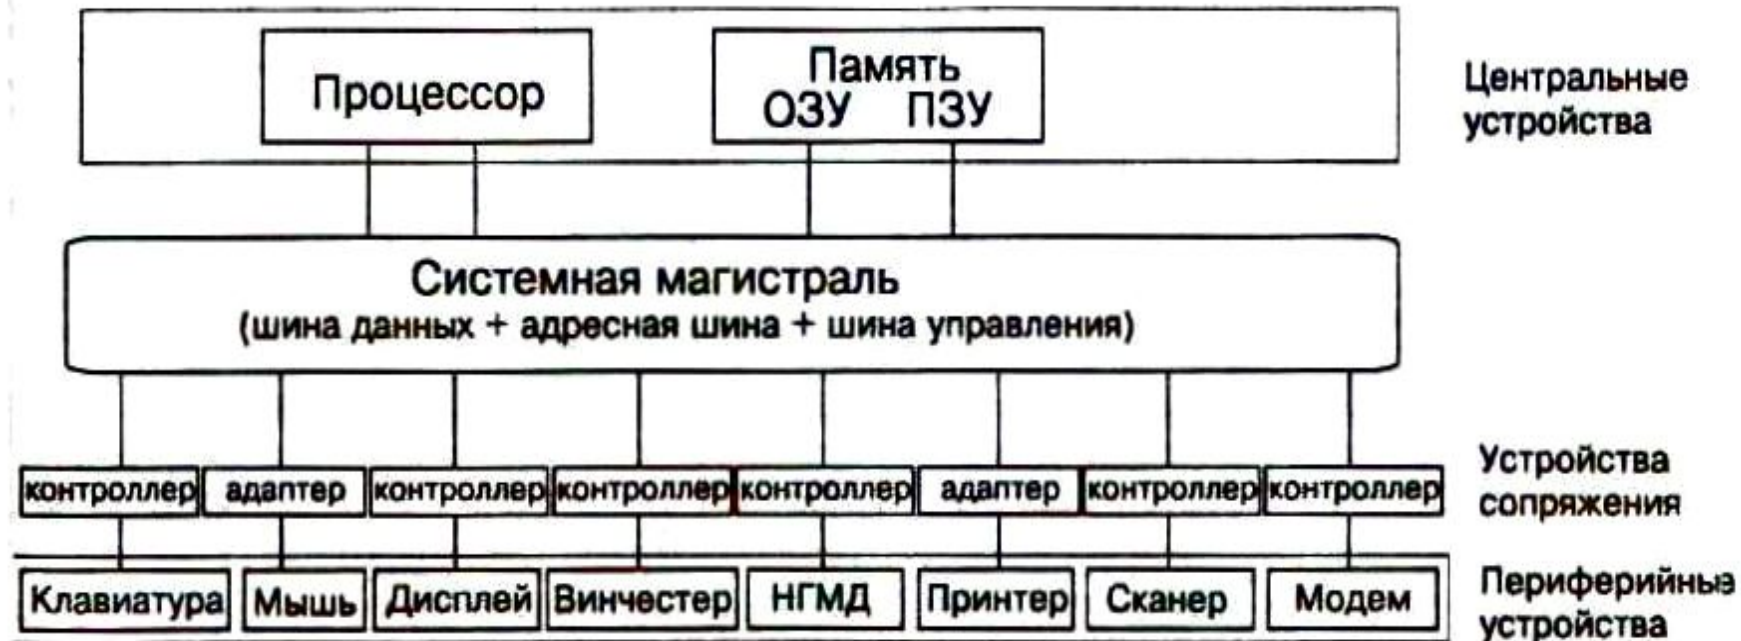 Процессор
Память
ОЗУ ПЗУ
Центральные
устройства
Системная магистраль
(шина данных + адресная шина + шина управления)
контроллер адаптер контроллер контроллер контроллер адаптер контроллер контроллер
Устройства
сопряжения
Клавиатура Мышь Дисплей Винчестер НГМД Принтер Сканер Модем
Периферийные
устройства